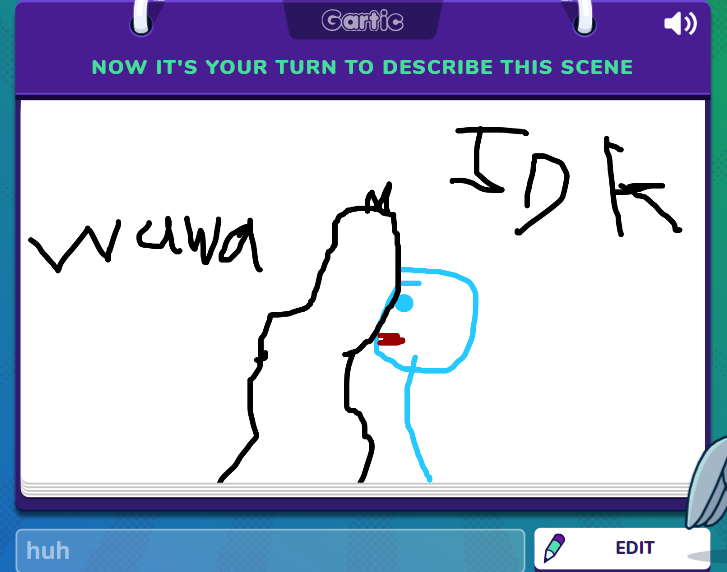 Gartic
NOW IT'S YOUR TURN TO DESCRIBE THIS SCENE
IDK
wawa
huh
EDIT